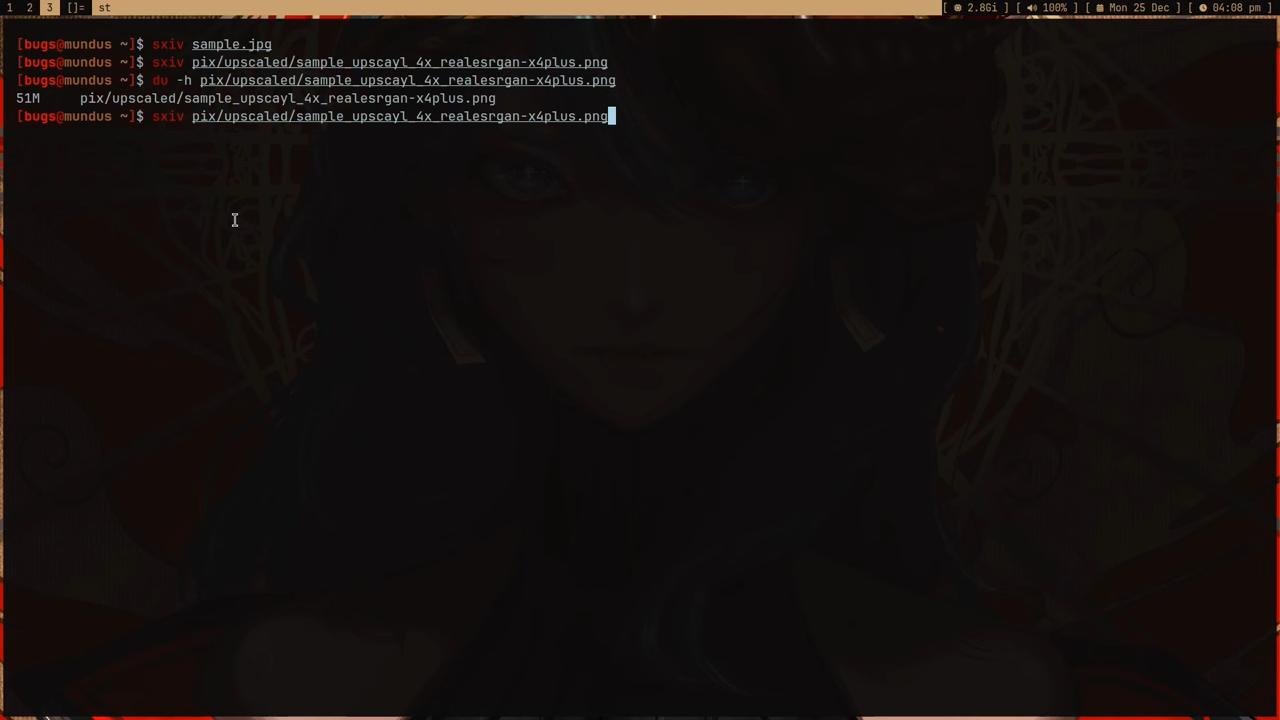 1 2 3 []= st [ 2.8Gi ] [ 100% ] [ Mon 25 Dec ] [ 04:08 pm ]
[bugs@mundus ~]$ sxiv sample.jpg
[bugs@mundus ~]$ sxiv pix/upscaled/sample_upscayl_4x_realesrgan-x4plus.png
[bugs@mundus ~]$ du -h pix/upscaled/sample_upscayl_4x_realesrgan-x4plus.png
51M pix/upscaled/sample_upscayl_4x_realesrgan-x4plus.png
[bugs@mundus ~]$ sxiv pix/upscaled/sample_upscayl_4x_realesrgan-x4plus.png